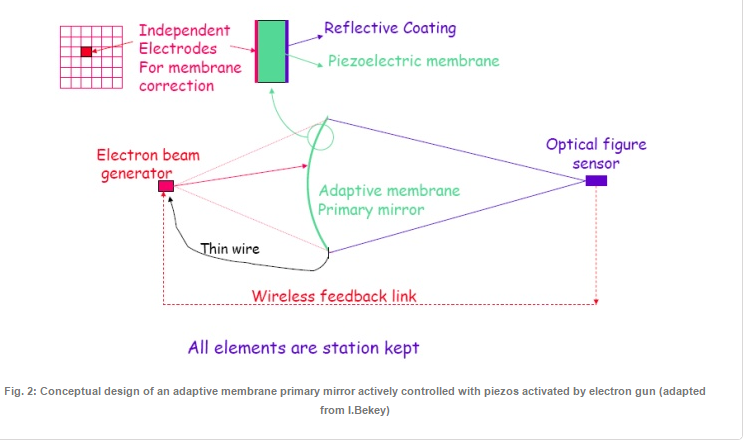 Independent
Electrodes
For membrane
correction
Reflective Coating
Piezoelectric membrane
Electron beam
generator
Optical figure
sensor
Adaptive membrane
Primary mirror
Thin wire
Wireless feedback link
All elements are station kept
Fig. 2: Conceptual design of an adaptive membrane primary mirror actively controlled with piezos activated by electron gun (adapted
from I.Bekey)